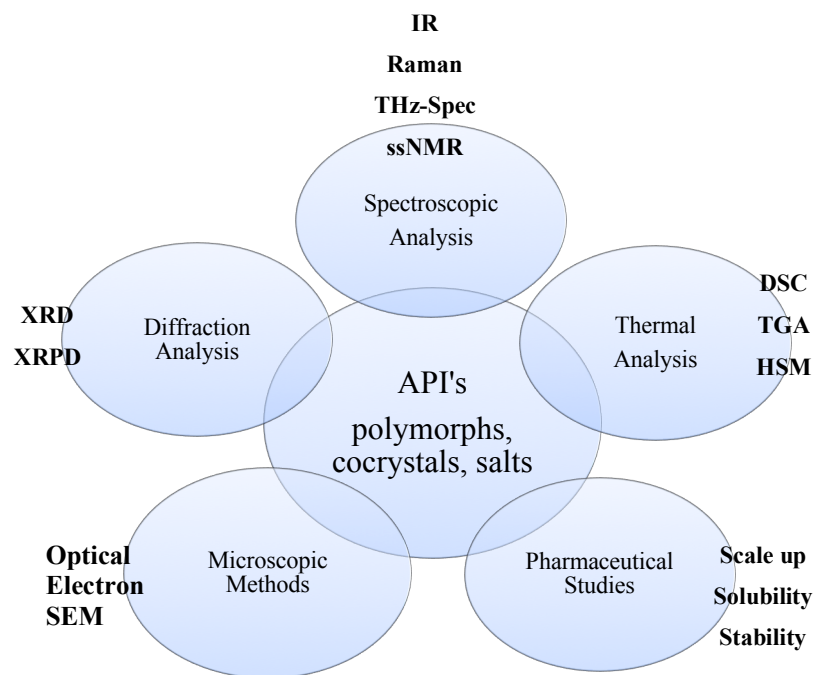 IR
Raman
THz-Spec
ssNMR
Spectroscopic
Analysis
XRD
XRPD
Diffraction
Analysis
Thermal
Analysis
DSC
TGA
HSM
API's
polymorphs,
cocrystals, salts
Optical
Electron
SEM
Microscopic
Methods
Pharmaceutical
Studies
Scale up
Solubility
Stability